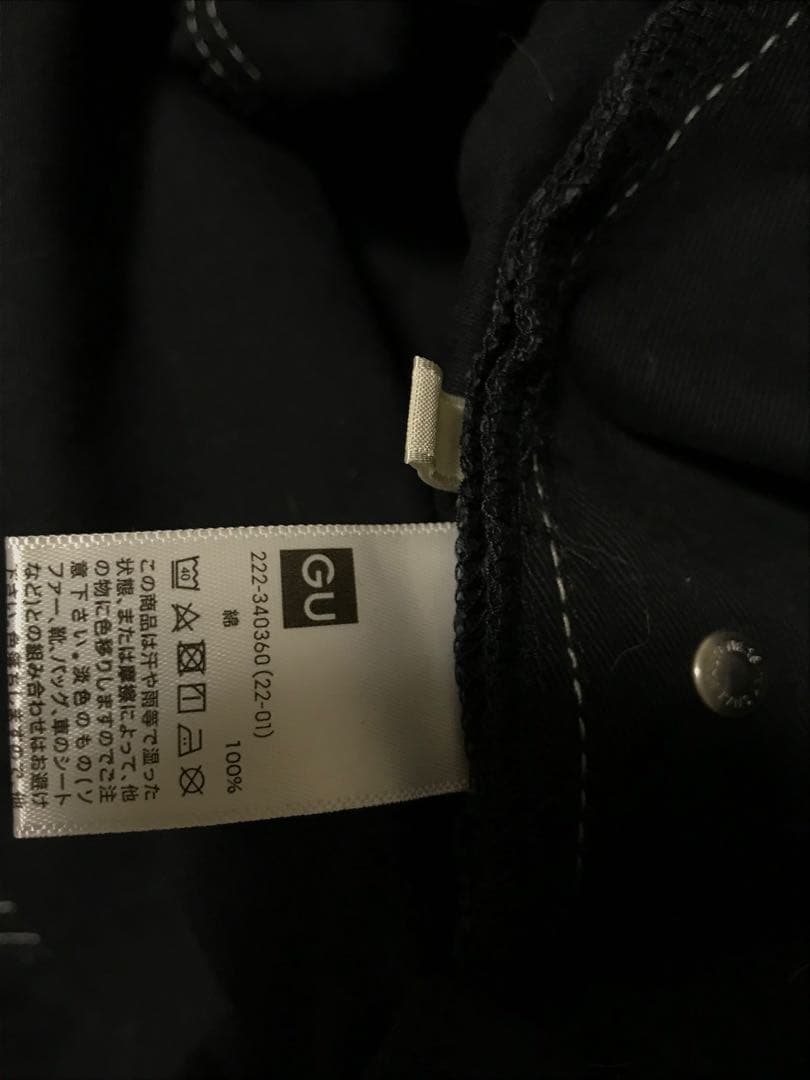 GU
222-340360 (22-01)
綿 100%
40
この商品は汗や雨等で湿った
状態、または摩擦によって、他
の物に色移りしますのでご注
意下さい。淡色のもの(ソ
ファー、靴、バッグ、車のシート
など)との組み合わせはお避け